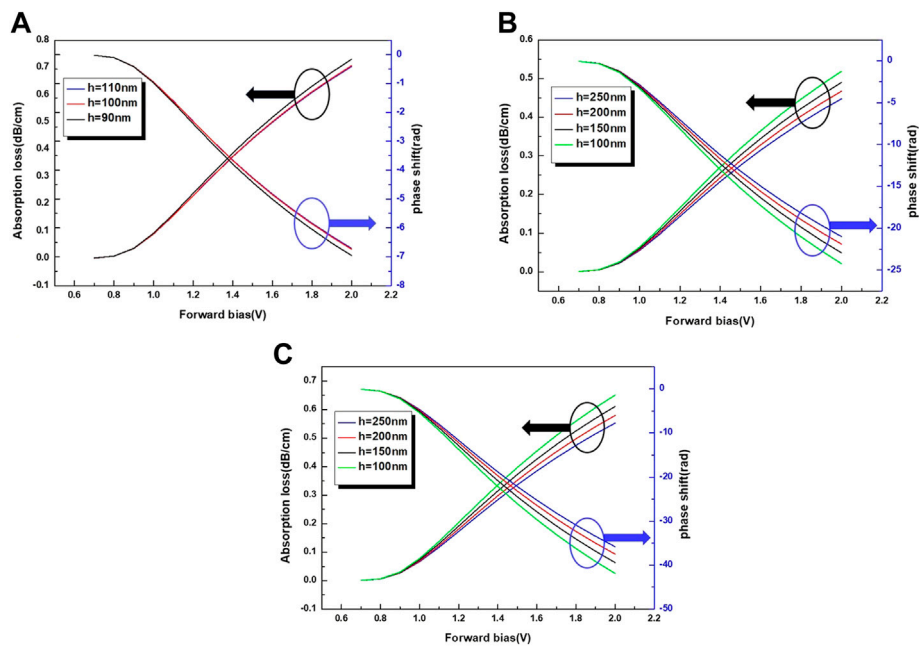 A
0.8
0.7
0.6
0.5
0.4
0.3
0.2
0.1
0.0
-0.1
0
-1
-2
-3
-4
-5
-6
-7
-8
0.6 0.8 1.0 1.2 1.4 1.6 1.8 2.0 2.2
Absorption loss(dB/cm)
phase shift(rad)
Forward bias(V)
h=110nm
h=100nm
h=90nm
B
0.6
0.5
0.4
0.3
0.2
0.1
0.0
0
-5
-10
-15
-20
-25
0.6 0.8 1.0 1.2 1.4 1.6 1.8 2.0 2.2
Absorption loss(dB/cm)
phase shift(rad)
Forward bias(V)
h=250nm
h=200nm
h=150nm
h=100nm
C
0.7
0.6
0.5
0.4
0.3
0.2
0.1
0.0
-0.1
0
-10
-20
-30
-40
-50
0.4 0.6 0.8 1.0 1.2 1.4 1.6 1.8 2.0 2.2
Absorption loss(dB/cm)
phase shift(rad)
Forward bias(V)
h=250nm
h=200nm
h=150nm
h=100nm